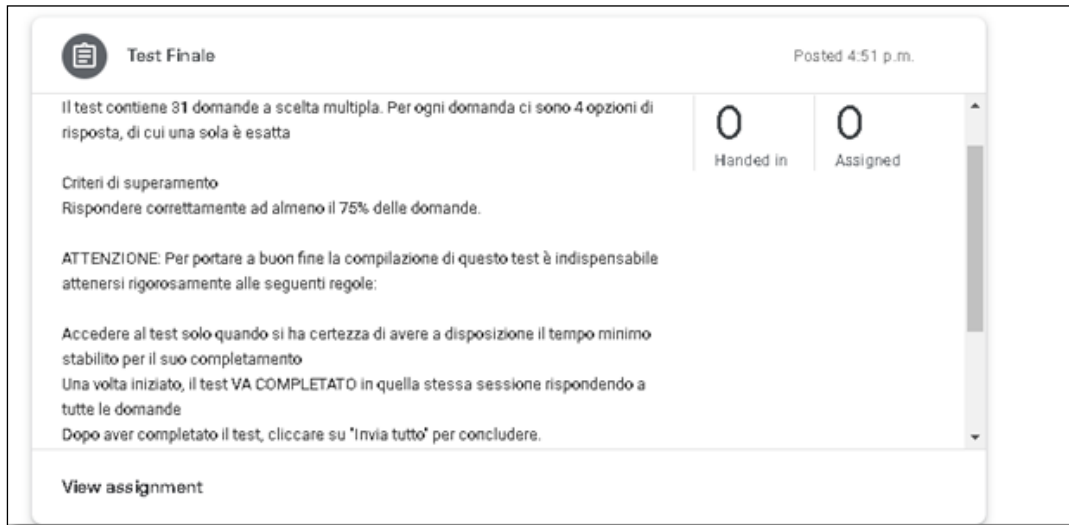 Test Finale
Posted 4:51 p.m.
Il test contiene 31 domande a scelta multipla. Per ogni domanda ci sono 4 opzioni di
risposta, di cui una sola è esatta
0
Handed in
0
Assigned
Criteri di superamento
Rispondere correttamente ad almeno il 75% delle domande.
ATTENZIONE: Per portare a buon fine la compilazione di questo test è indispensabile
attenersi rigorosamente alle seguenti regole:
Accedere al test solo quando si ha certezza di avere a disposizione il tempo minimo
stabilito per il suo completamento
Una volta iniziato, il test VA COMPLETATO in quella stessa sessione rispondendo a
tutte le domande
Dopo aver completato il test, cliccare su "Invia tutto" per concludere.
View assignment